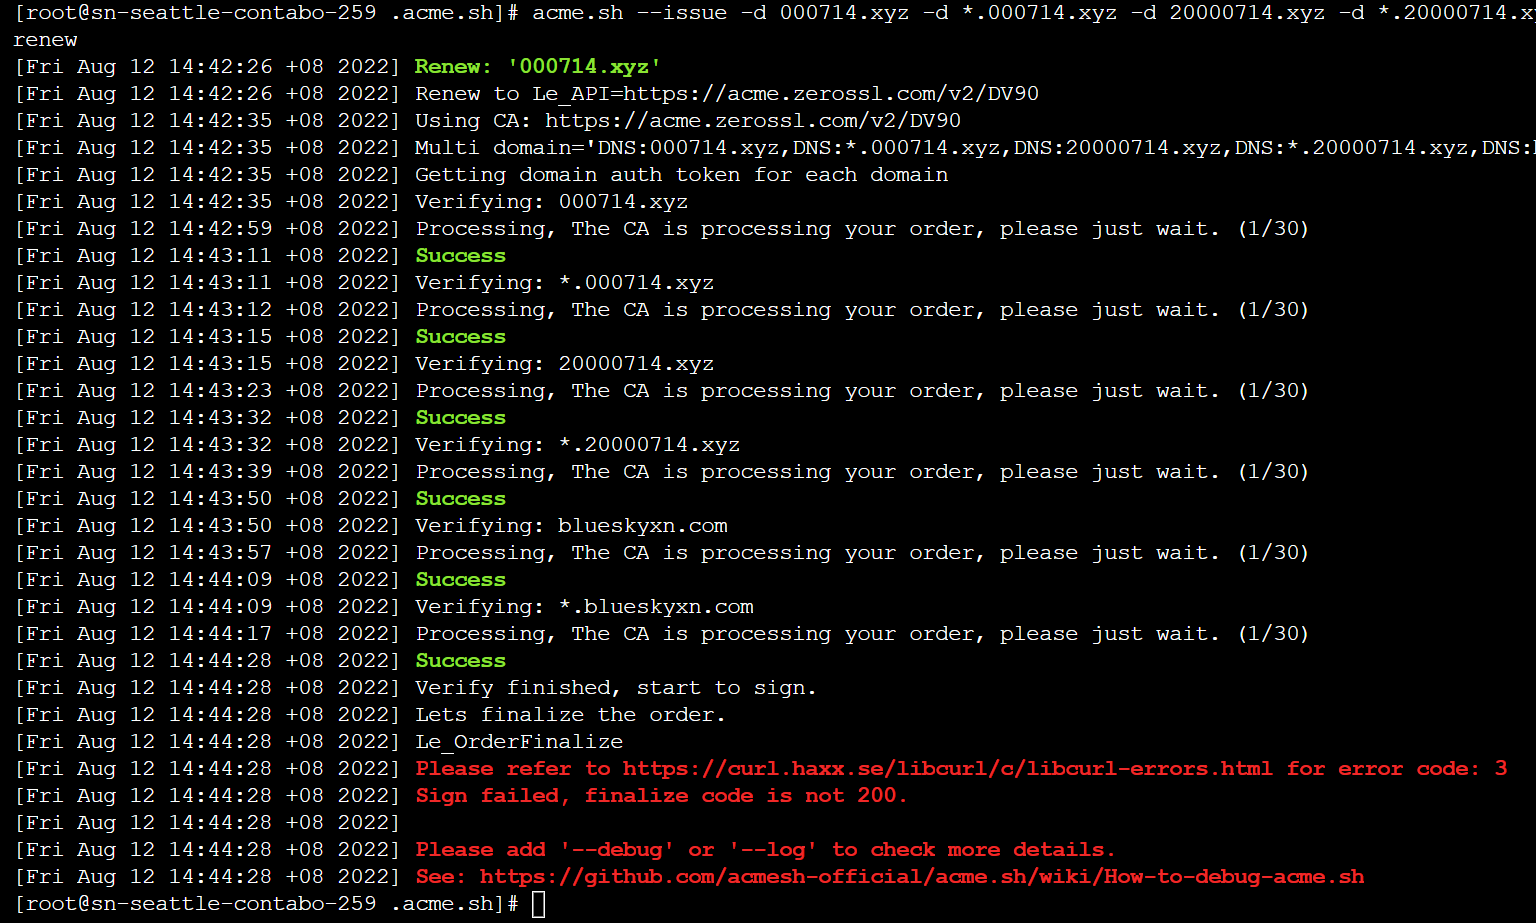 [root@sn-seattle-contabo-259 .acme.sh]# acme.sh --issue -d 000714.xyz -d *.000714.xyz -d 20000714.xyz -d *.20000714.xy
renew
[Fri Aug 12 14:42:26 +08 2022] Renew: '000714.xyz'
[Fri Aug 12 14:42:26 +08 2022] Renew to Le_API=https://acme.zerossl.com/v2/DV90
[Fri Aug 12 14:42:35 +08 2022] Using CA: https://acme.zerossl.com/v2/DV90
[Fri Aug 12 14:42:35 +08 2022] Multi domain='DNS:000714.xyz,DNS:*.000714.xyz,DNS:20000714.xyz,DNS:*.20000714.xyz,DNS:
[Fri Aug 12 14:42:35 +08 2022] Getting domain auth token for each domain
[Fri Aug 12 14:42:35 +08 2022] Verifying: 000714.xyz
[Fri Aug 12 14:42:59 +08 2022] Processing, The CA is processing your order, please just wait. (1/30)
[Fri Aug 12 14:43:11 +08 2022] Success
[Fri Aug 12 14:43:11 +08 2022] Verifying: *.000714.xyz
[Fri Aug 12 14:43:12 +08 2022] Processing, The CA is processing your order, please just wait. (1/30)
[Fri Aug 12 14:43:15 +08 2022] Success
[Fri Aug 12 14:43:15 +08 2022] Verifying: 20000714.xyz
[Fri Aug 12 14:43:23 +08 2022] Processing, The CA is processing your order, please just wait. (1/30)
[Fri Aug 12 14:43:32 +08 2022] Success
[Fri Aug 12 14:43:32 +08 2022] Verifying: *.20000714.xyz
[Fri Aug 12 14:43:39 +08 2022] Processing, The CA is processing your order, please just wait. (1/30)
[Fri Aug 12 14:43:50 +08 2022] Success
[Fri Aug 12 14:43:50 +08 2022] Verifying: blueskyxn.com
[Fri Aug 12 14:43:57 +08 2022] Processing, The CA is processing your order, please just wait. (1/30)
[Fri Aug 12 14:44:09 +08 2022] Success
[Fri Aug 12 14:44:09 +08 2022] Verifying: *.blueskyxn.com
[Fri Aug 12 14:44:17 +08 2022] Processing, The CA is processing your order, please just wait. (1/30)
[Fri Aug 12 14:44:28 +08 2022] Success
[Fri Aug 12 14:44:28 +08 2022] Verify finished, start to sign.
[Fri Aug 12 14:44:28 +08 2022] Lets finalize the order.
[Fri Aug 12 14:44:28 +08 2022] Le_OrderFinalize
[Fri Aug 12 14:44:28 +08 2022] Please refer to https://curl.haxx.se/libcurl/c/libcurl-errors.html for error code: 3
[Fri Aug 12 14:44:28 +08 2022] Sign failed, finalize code is not 200.
[Fri Aug 12 14:44:28 +08 2022]
[Fri Aug 12 14:44:28 +08 2022] Please add '--debug' or '--log' to check more details.
[Fri Aug 12 14:44:28 +08 2022] See: https://github.com/acmesh-official/acme.sh/wiki/How-to-debug-acme.sh
[root@sn-seattle-contabo-259 .acme.sh]#